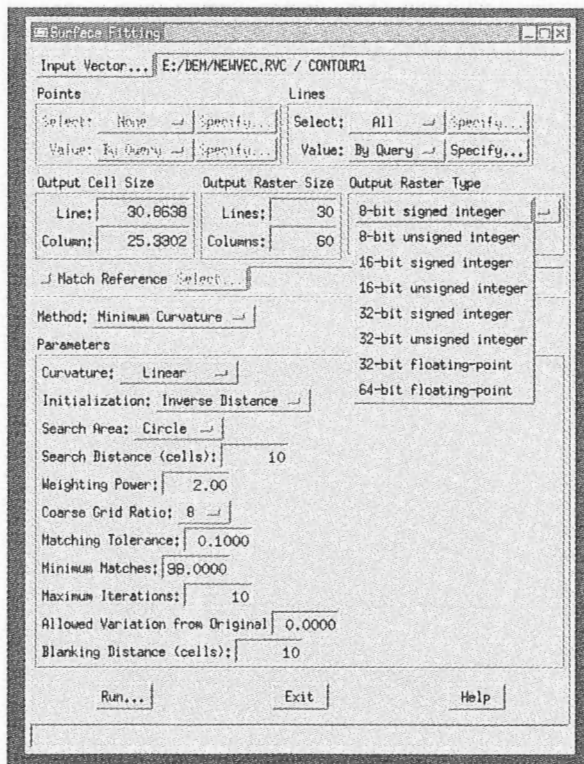 Surface Fitting
Input Vector... E:/DEM/NEWVEC.RVC / CONTOUR1
Points
Select: None Specify...
Value: By Query Specify...
Lines
Select: All Specify...
Value: By Query Specify...
Output Cell Size
Line: 30.8638
Column: 25.3302
Output Raster Size
Lines: 30
Columns: 60
Output Raster Type
8-bit signed integer
8-bit unsigned integer
16-bit signed integer
16-bit unsigned integer
32-bit signed integer
32-bit unsigned integer
32-bit floating-point
64-bit floating-point
Match Reference Select...
Method: Minimum Curvature
Parameters
Curvature: Linear
Initialization: Inverse Distance
Search Area: Circle
Search Distance (cells): 10
Weighting Power: 2.00
Coarse Grid Ratio: 8
Matching Tolerance: 0.1000
Minimum Matches: 98.0000
Maximum Iterations: 10
Allowed Variation from Original 0.0000
Blanking Distance (cells): 10
Run... Exit Help